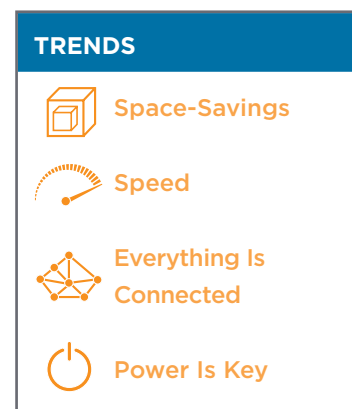 TRENDS
Space-Savings
Speed
Everything Is
Connected
Power Is Key